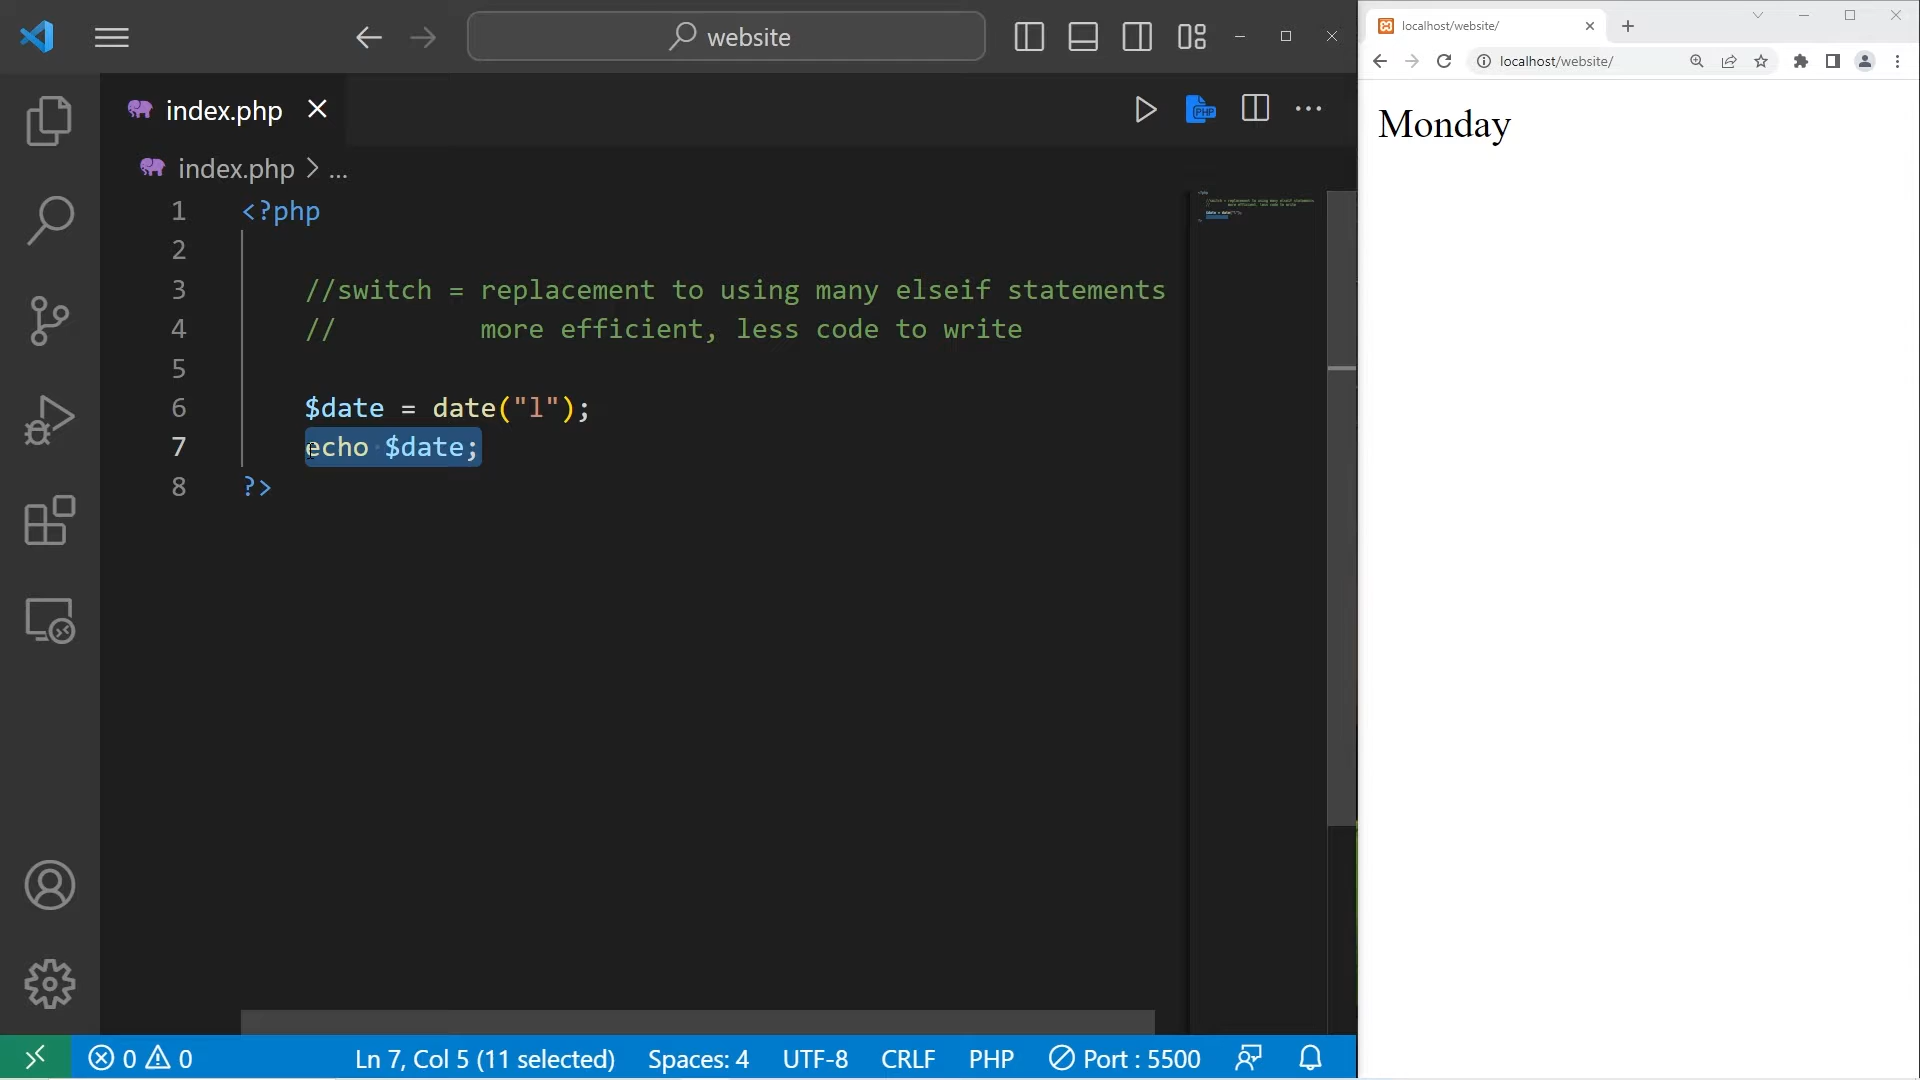 website
localhost/website/
localhost/website/
index.php
PHP
index.php > ...
1 <?php
2
3 //switch = replacement to using many elseif statements
4 // more efficient, less code to write
5
6 $date = date("l");
7 echo $date;
8 ?>
Monday
0 0 Ln 7, Col 5 (11 selected) Spaces: 4 UTF-8 CRLF PHP Port : 5500